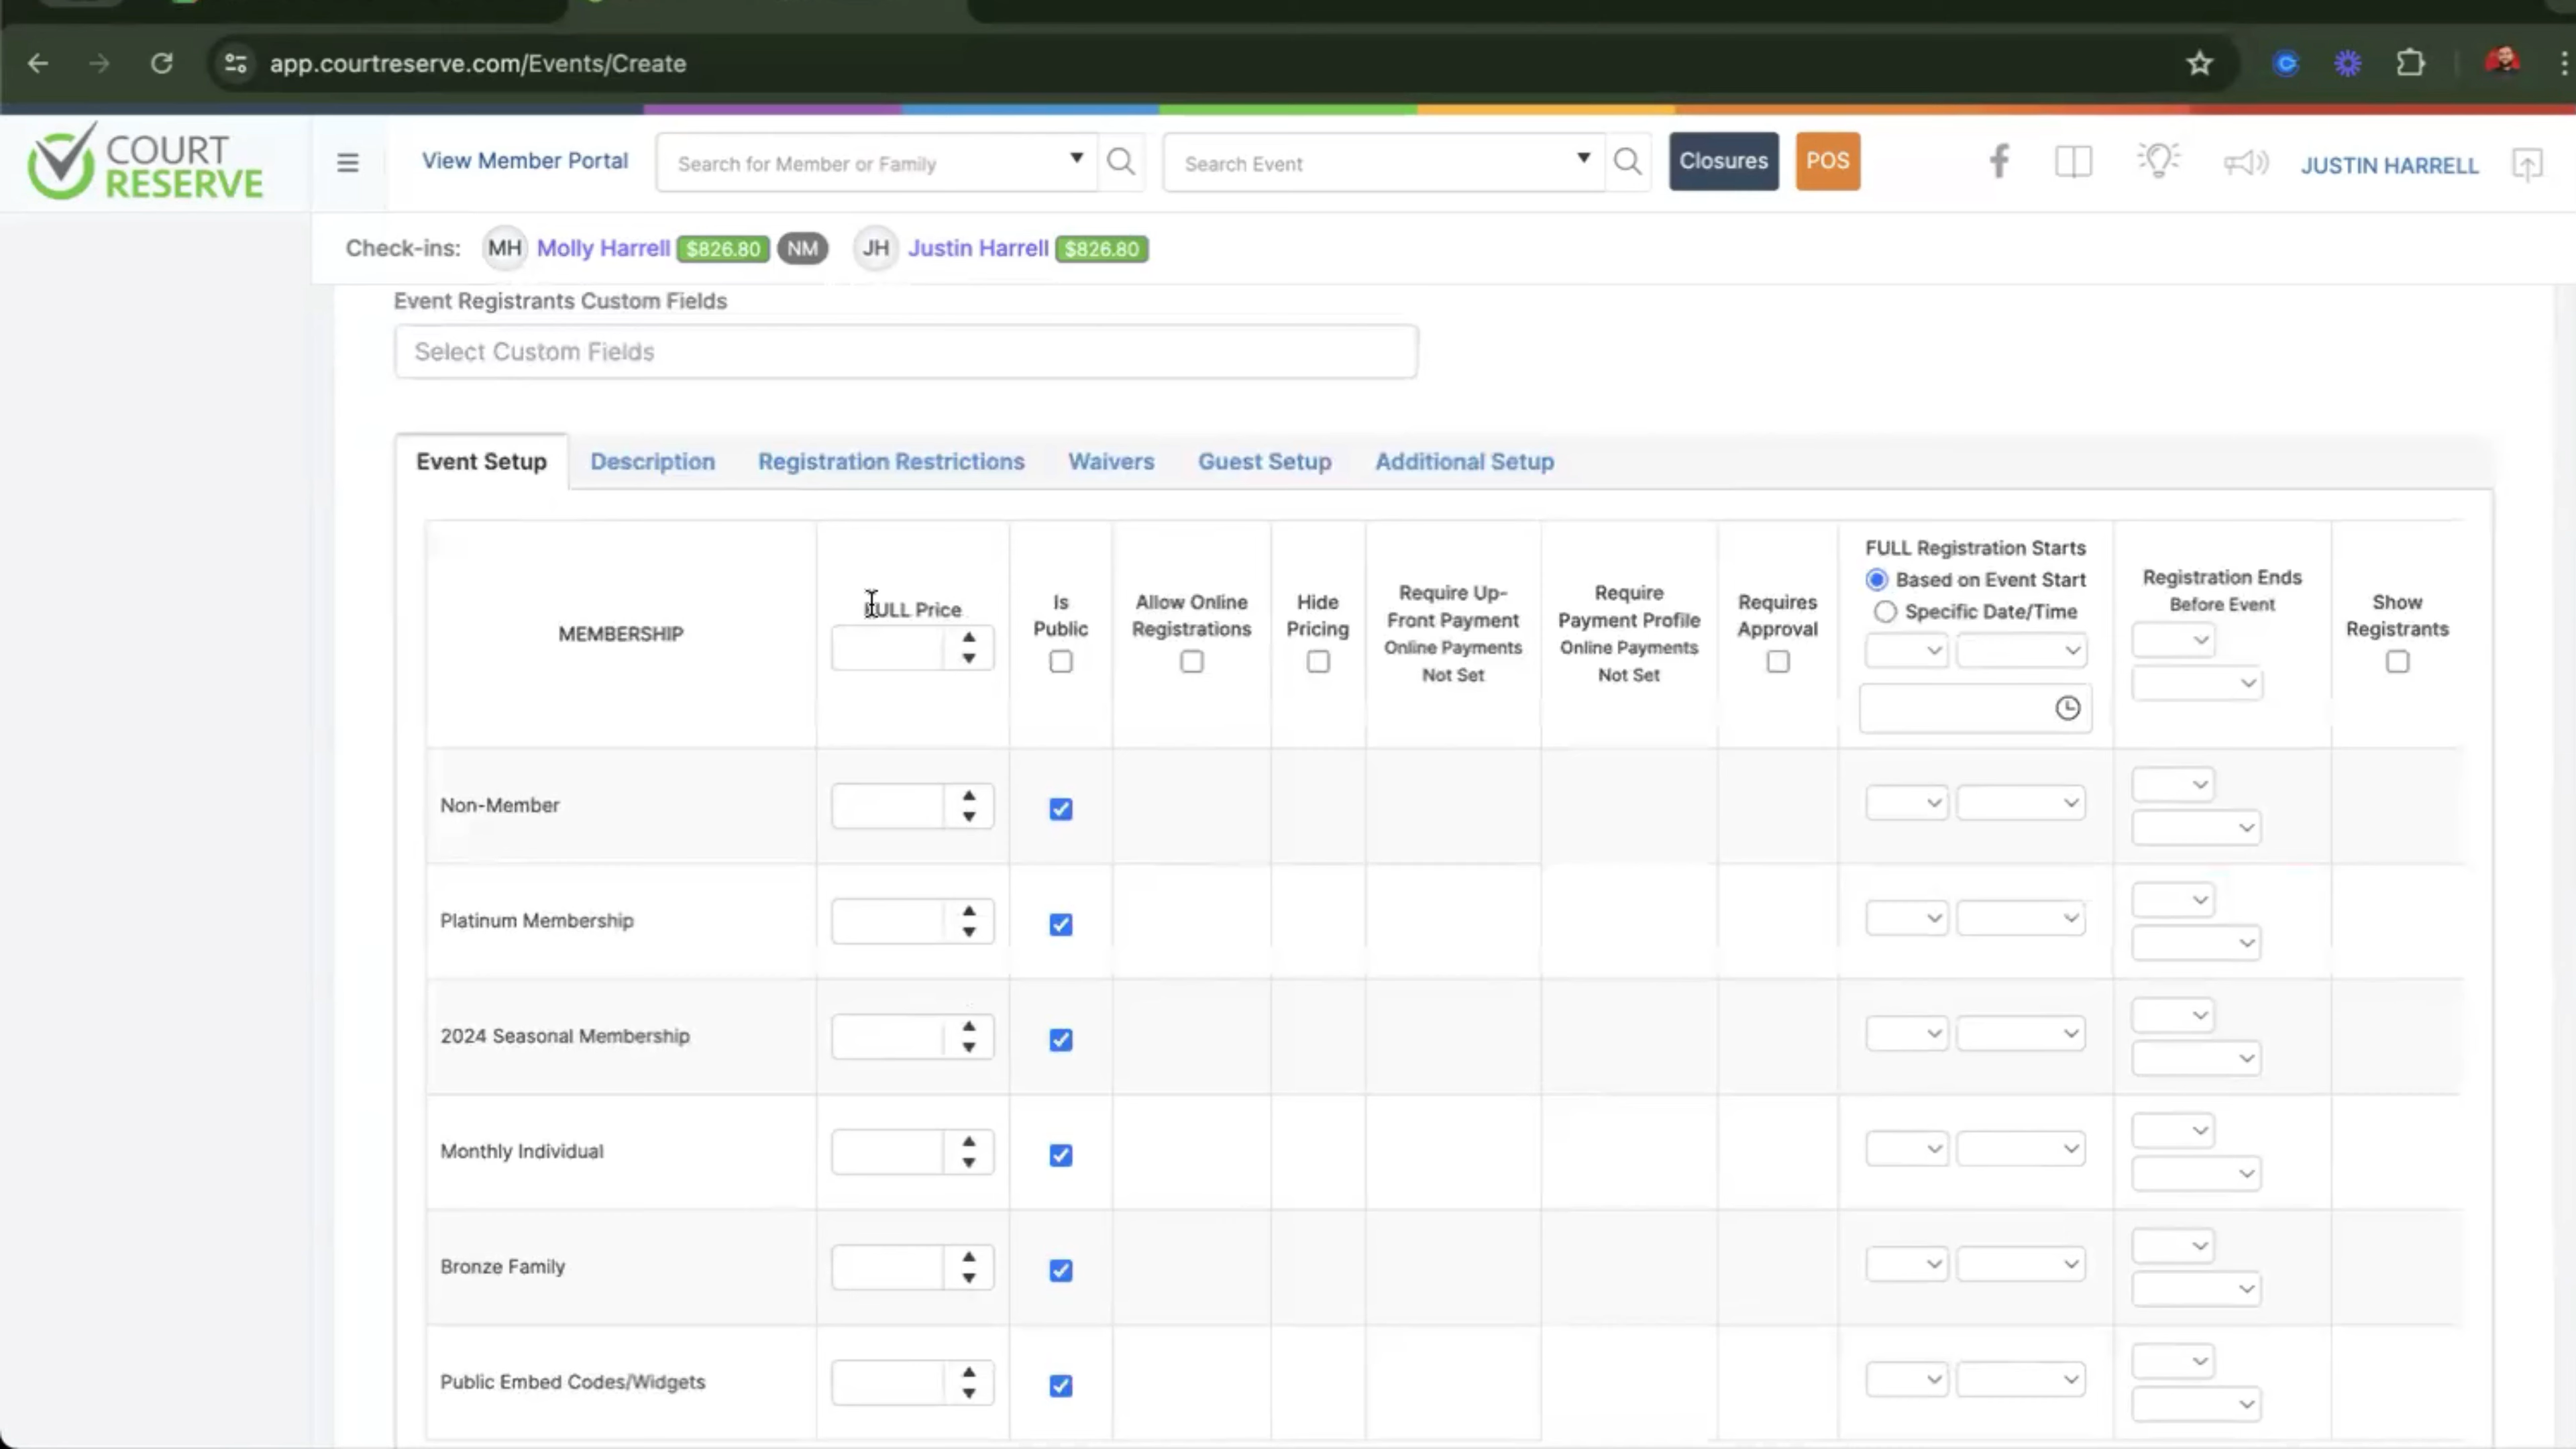 app.courtreserve.com/Events/Create
COURT
RESERVE
View Member Portal
Search for Member or Family
Search Event
Closures
POS
JUSTIN HARRELL
Check-ins:
MH
Molly Harrell
$826.80
NM
JH
Justin Harrell
$826.80
Event Registrants Custom Fields
Select Custom Fields
Event Setup
Description
Registration Restrictions
Waivers
Guest Setup
Additional Setup
MEMBERSHIP
FULL Price
Is
Public
Allow Online
Registrations
Hide
Pricing
Require Up-
Front Payment
Online Payments
Not Set
Require
Payment Profile
Online Payments
Not Set
Requires
Approval
FULL Registration Starts
Based on Event Start
Specific Date/Time
Registration Ends
Before Event
Show
Registrants
Non-Member
Platinum Membership
2024 Seasonal Membership
Monthly Individual
Bronze Family
Public Embed Codes/Widgets